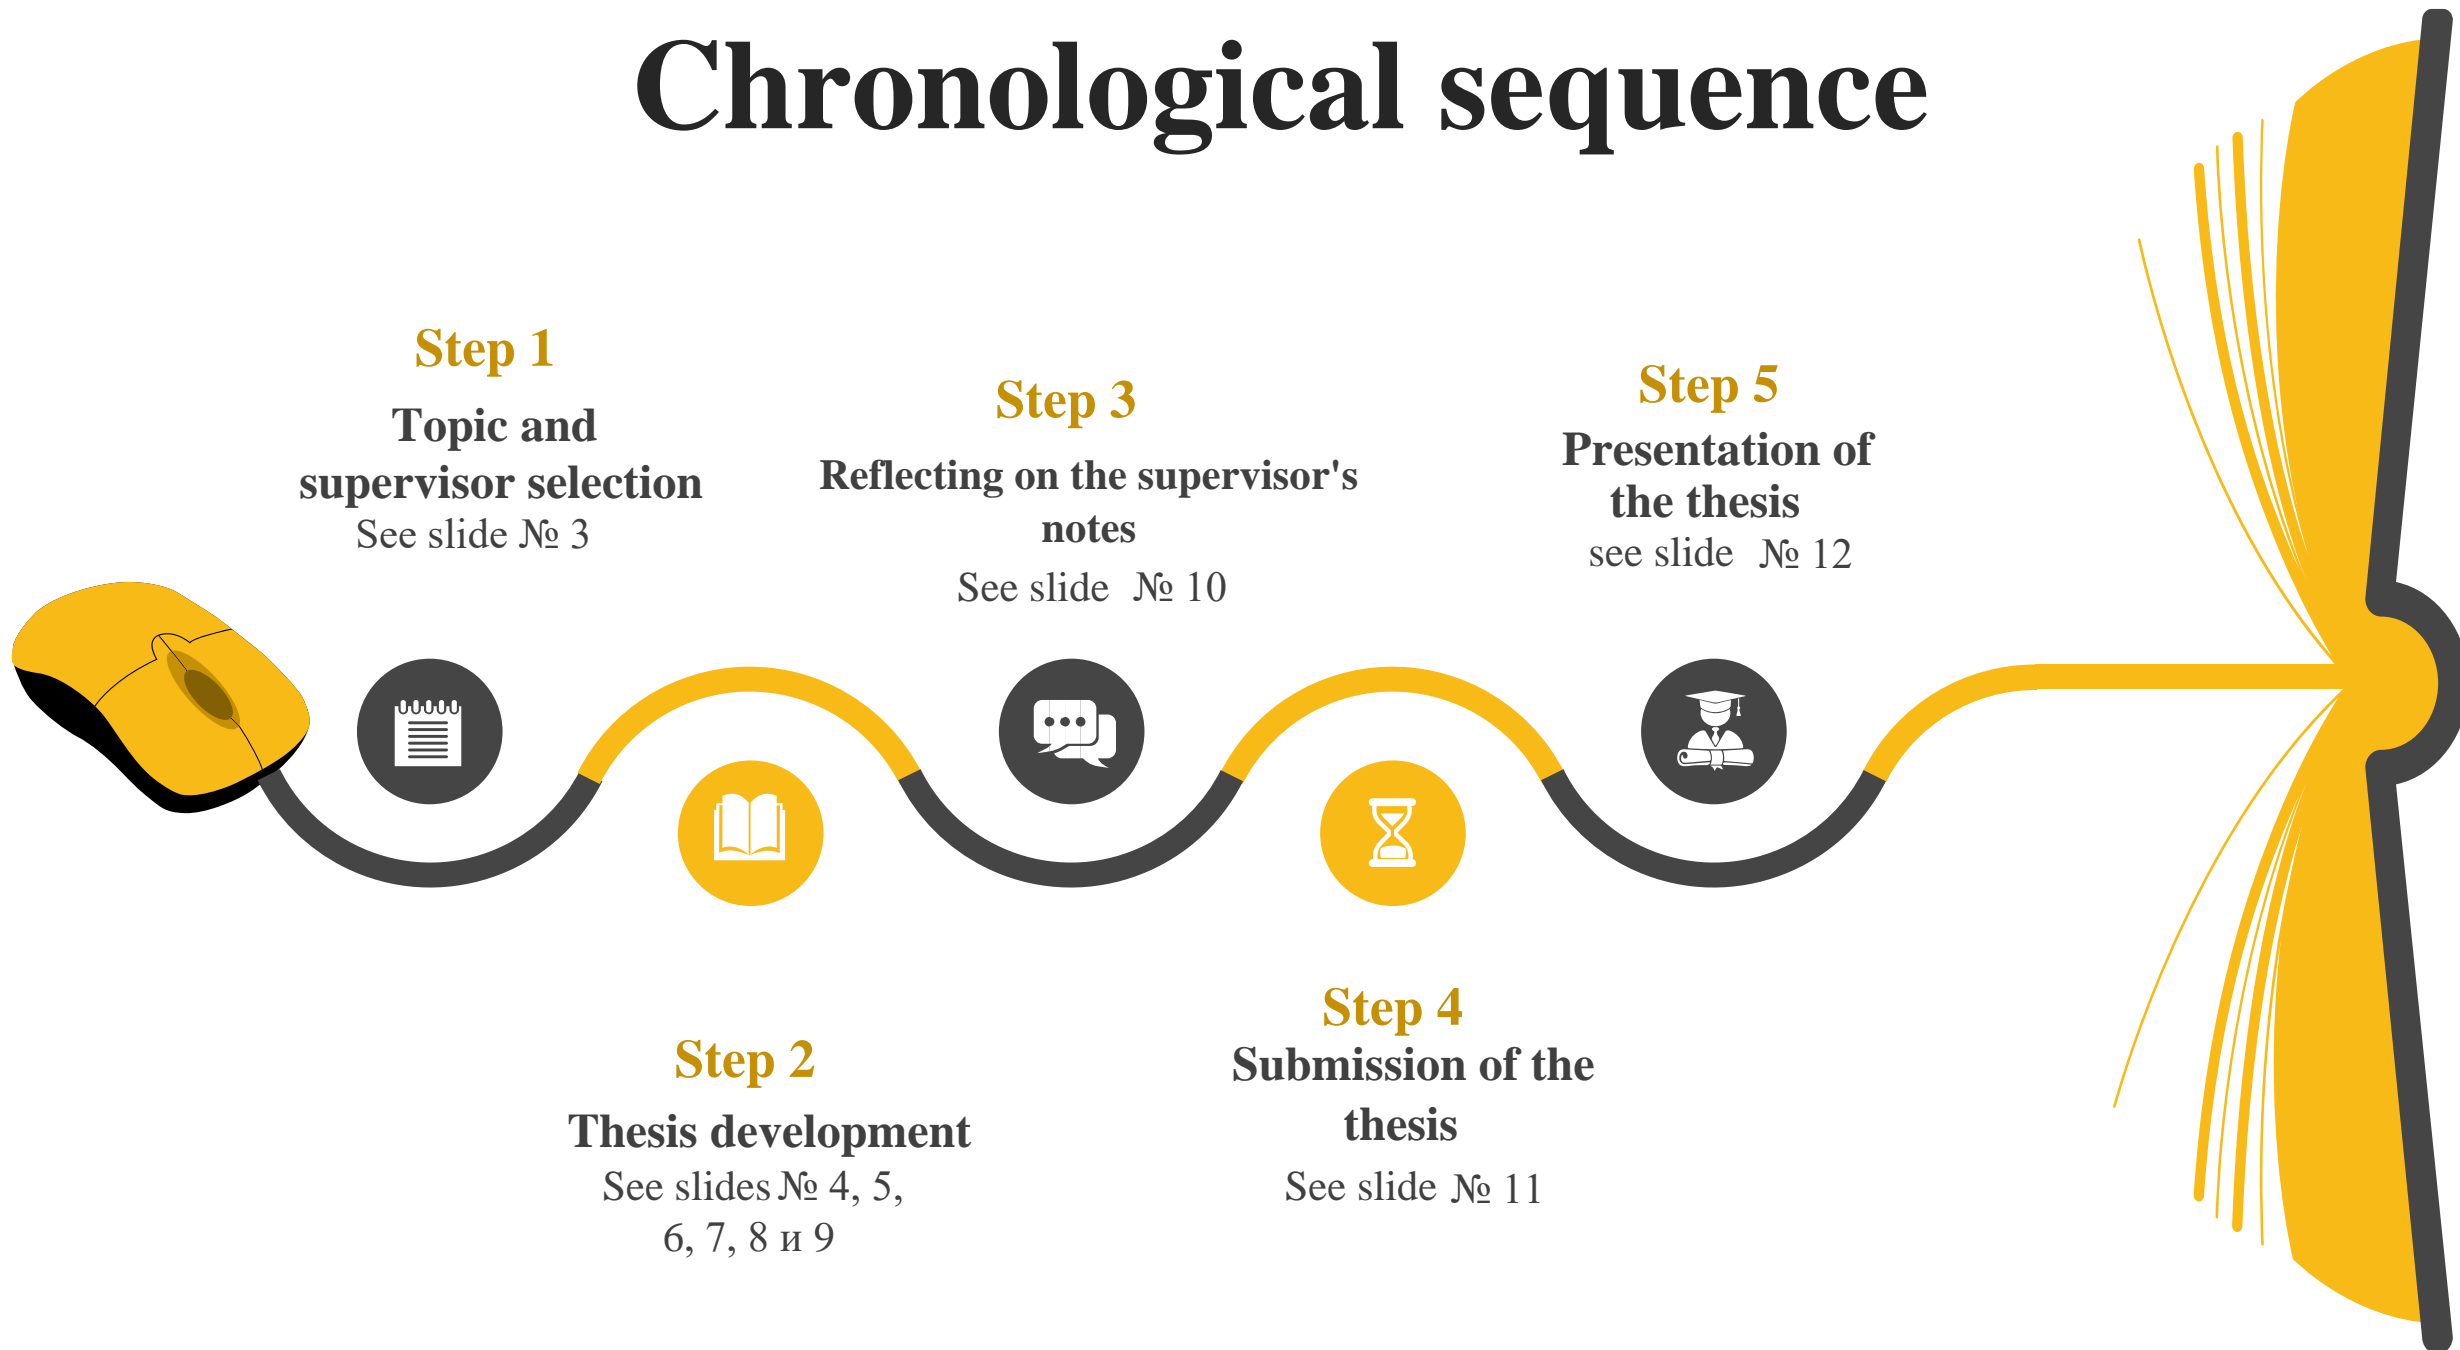 Chronological sequence
Step 1
Topic and
supervisor selection
See slide № 3
Step 2
Thesis development
See slides № 4, 5,
6, 7, 8 и 9
Step 3
Reflecting on the supervisor's
notes
See slide № 10
Step 4
Submission of the
thesis
See slide № 11
Step 5
Presentation of
the thesis
see slide № 12